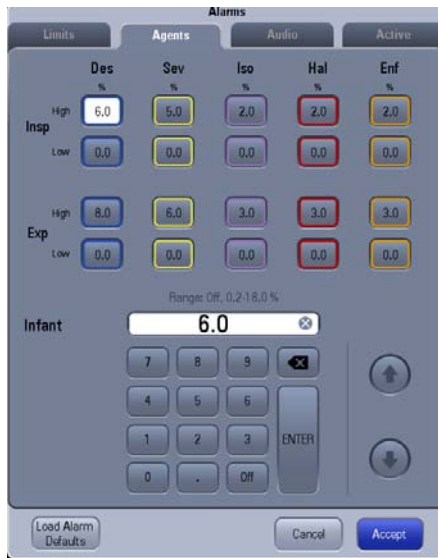 Alarms
Limits Agents Audio Active
Des Sev Iso Hal Enf
% % % % %
High 6.0 5.0 2.0 2.0 2.0
Insp
Low 0.0 0.0 0.0 0.0 0.0
High 8.0 6.0 3.0 3.0 3.0
Exp
Low 0.0 0.0 0.0 0.0 0.0
Range: Off, 0.2-18.0 %
Infant 6.0
7 8 9
4 5 6
1 2 3 ENTER
0 . Off
Load Alarm
Defaults Cancel Accept